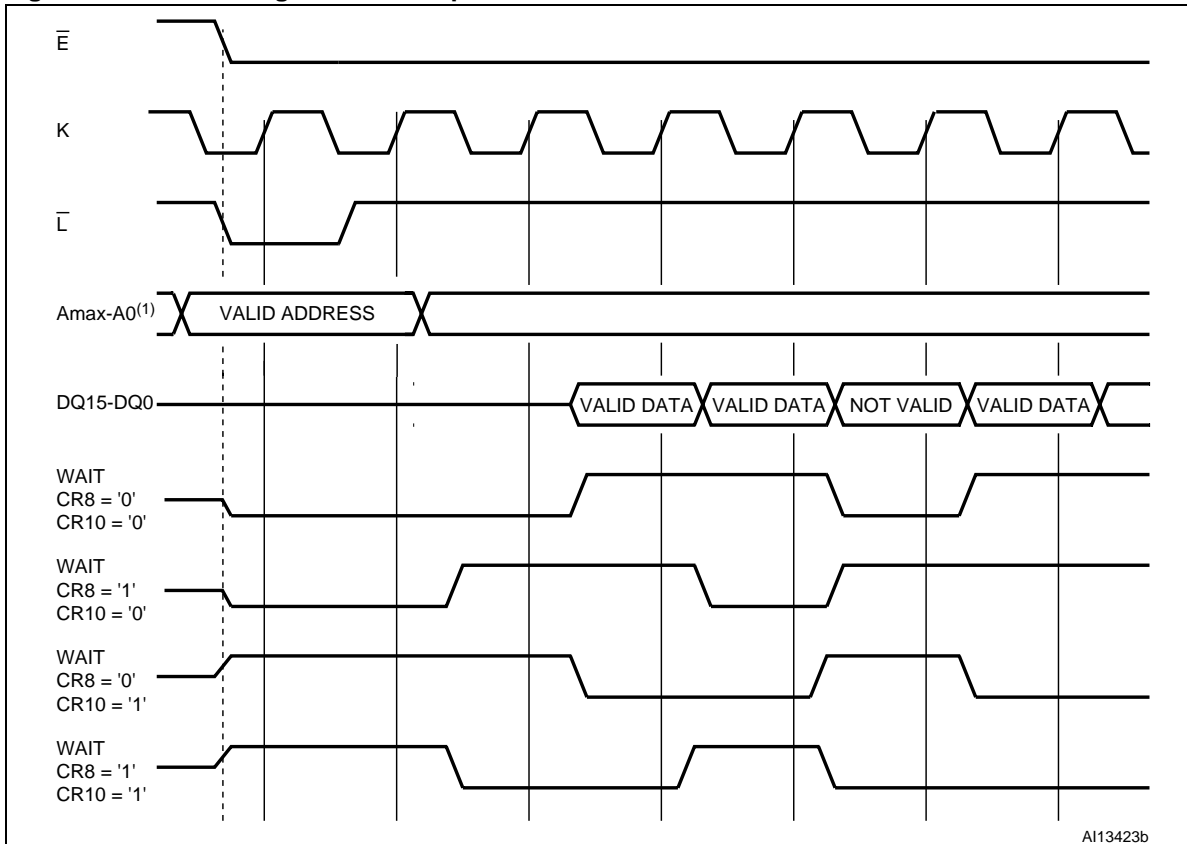 E̅
K
L̅
Amax-A0(1)
VALID ADDRESS
DQ15-DQ0
VALID DATA
VALID DATA
NOT VALID
VALID DATA
WAIT
CR8 = '0'
CR10 = '0'
WAIT
CR8 = '1'
CR10 = '0'
WAIT
CR8 = '0'
CR10 = '1'
WAIT
CR8 = '1'
CR10 = '1'
AI13423b